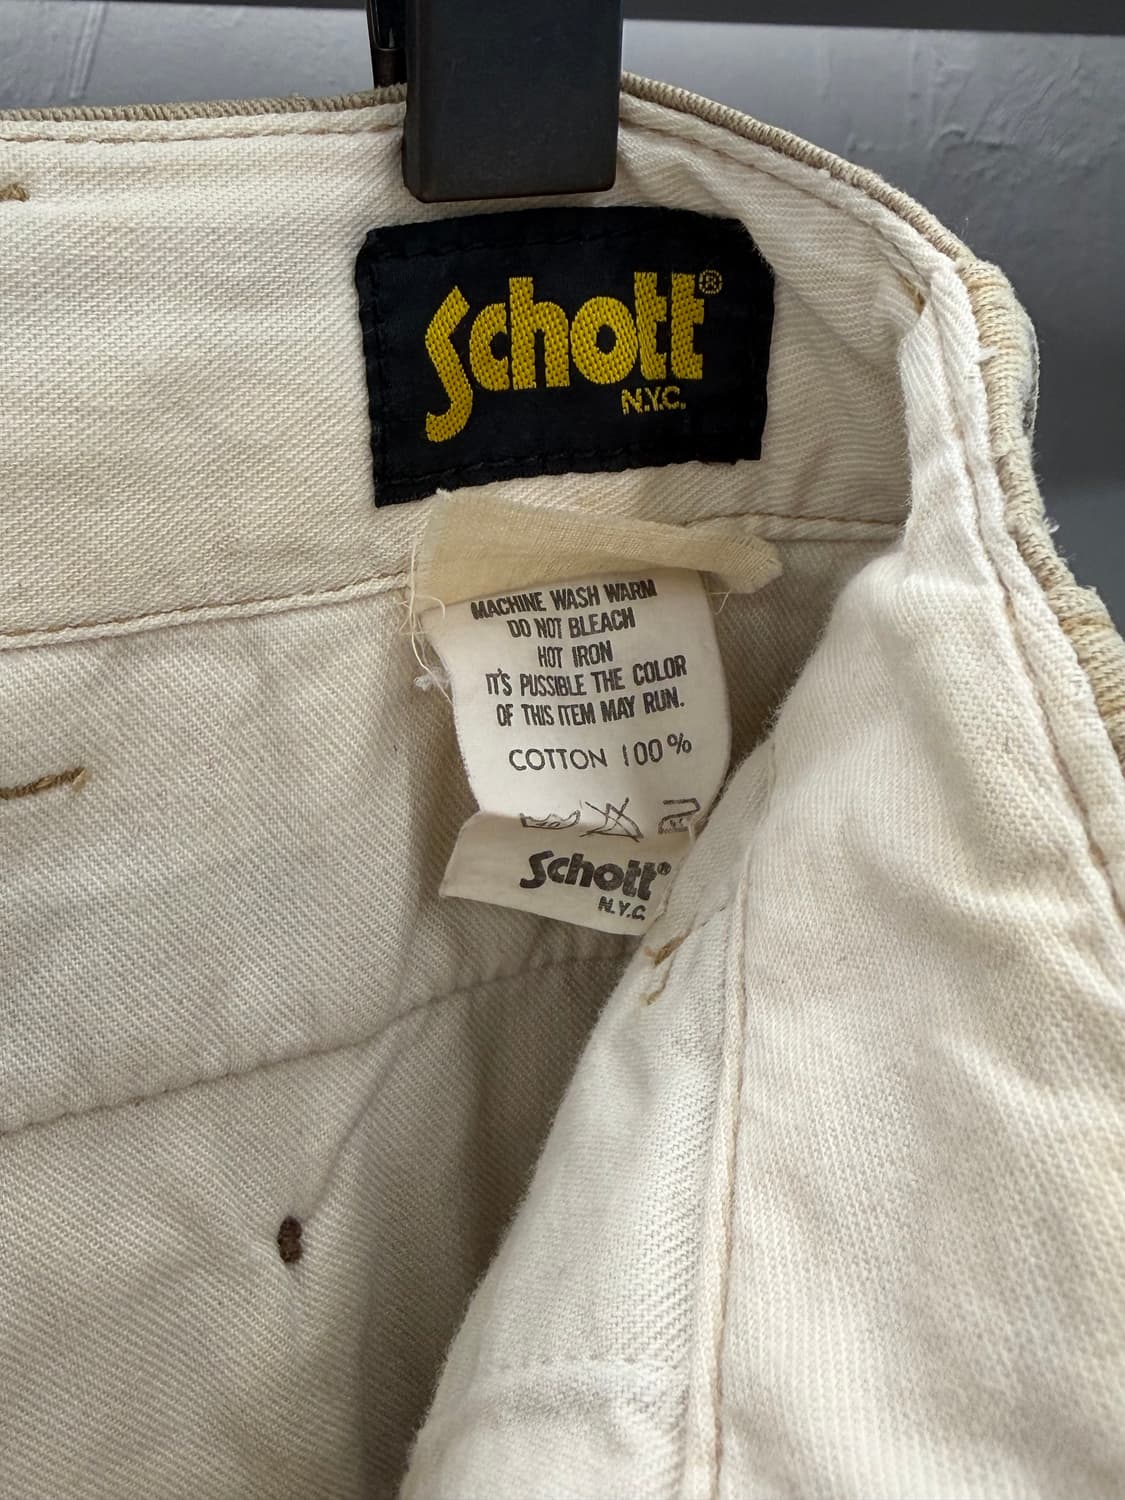 Schott®
N.Y.C.
MACHINE WASH WARM
DO NOT BLEACH
HOT IRON
IT'S PUSSIBLE THE COLOR
OF THIS ITEM MAY RUN.
COTTON 100%
40
Schott®
N.Y.C.